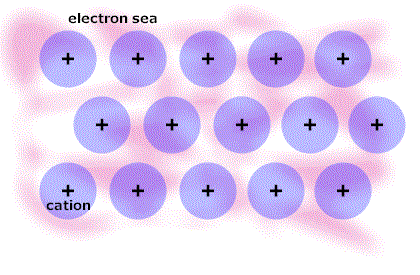 electron sea
+ + + + +
+ + + + +
+ + + + +
cation